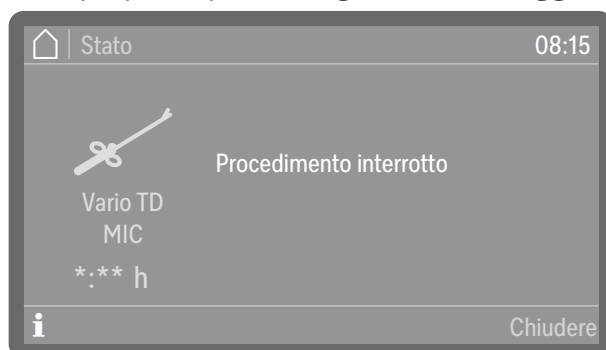 Stato
08:15
Procedimento interrotto
Vario TD
MIC
*:** h
i
Chiudere